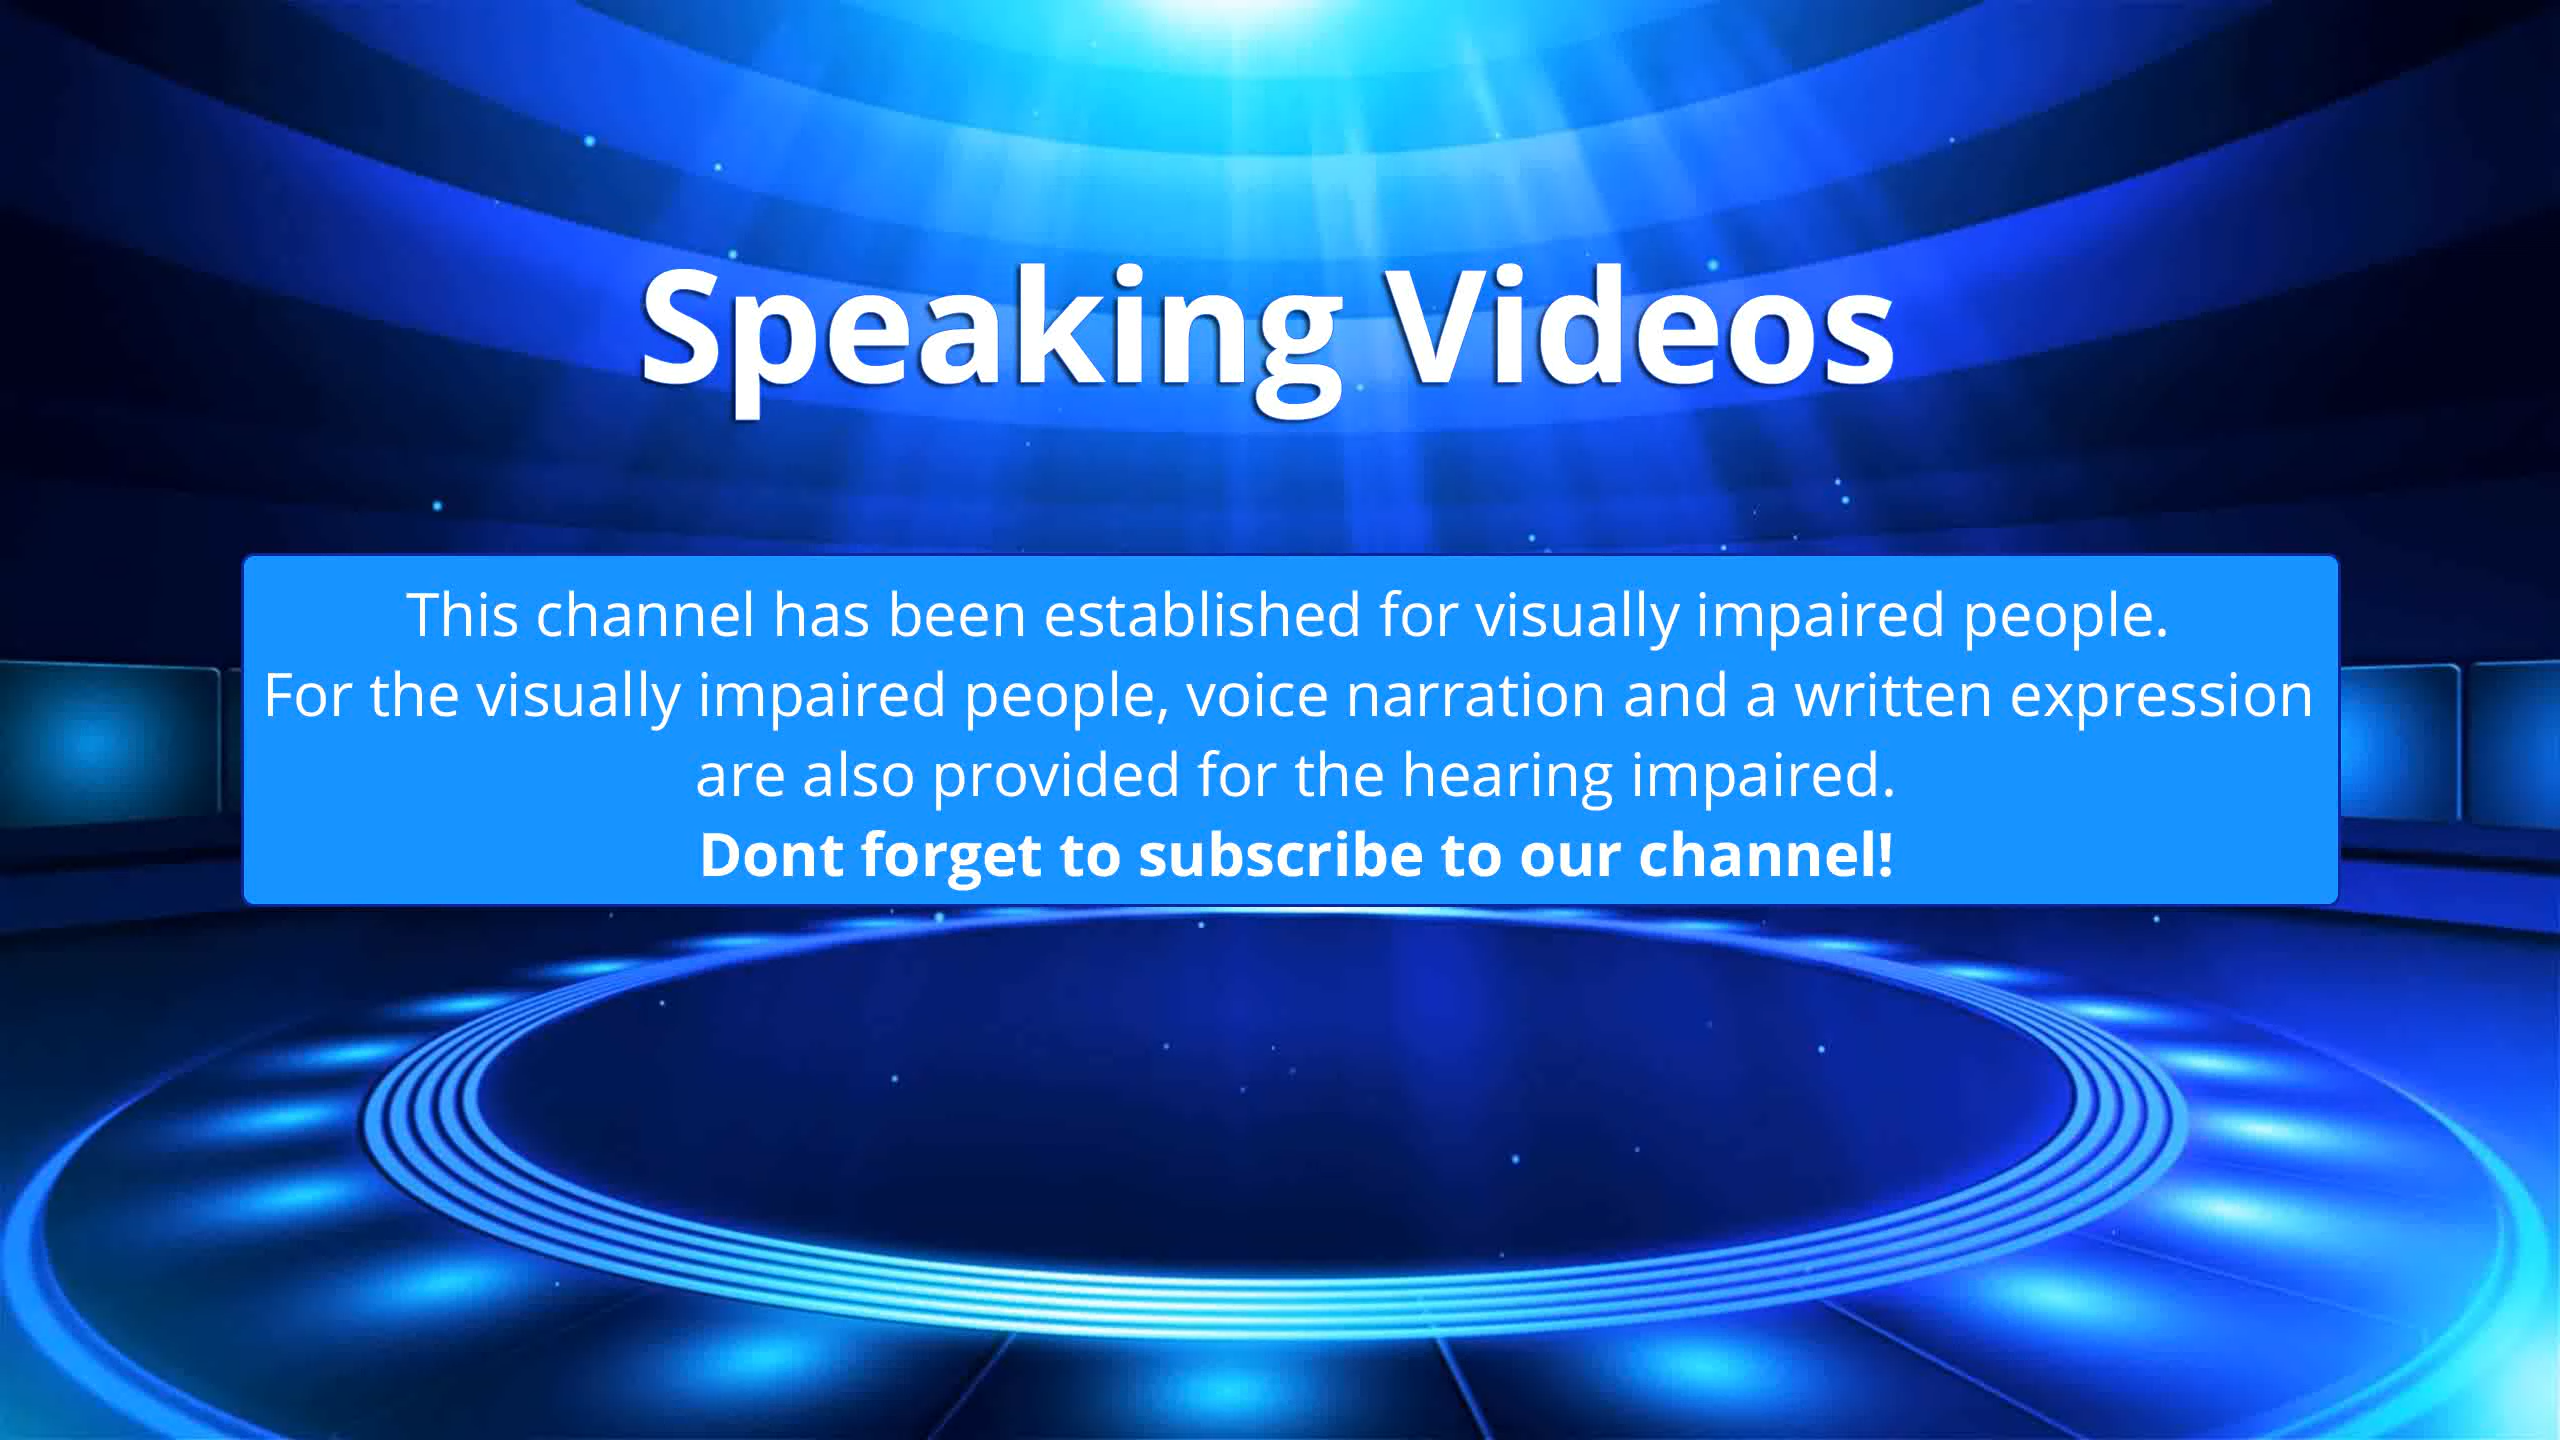 Speaking Videos
This channel has been established for visually impaired people.
For the visually impaired people, voice narration and a written expression
are also provided for the hearing impaired.
Dont forget to subscribe to our channel!